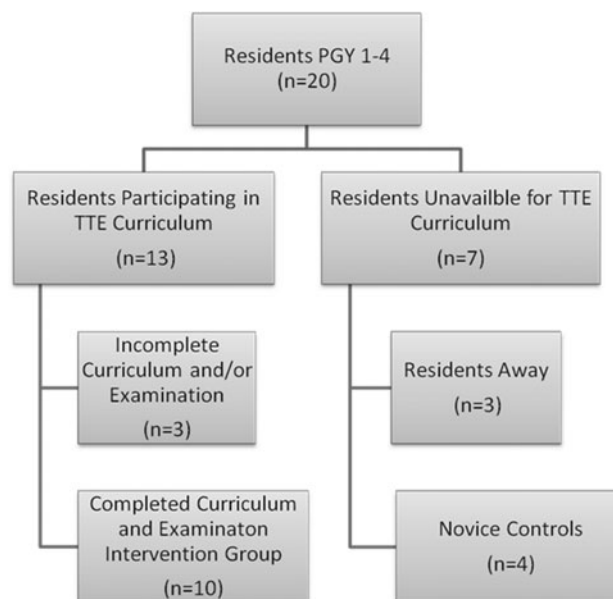 Residents PGY 1-4
(n=20)
Residents Participating in
TTE Curriculum
(n=13)
Residents Unavailble for TTE
Curriculum
(n=7)
Incomplete
Curriculum and/or
Examination
(n=3)
Residents Away
(n=3)
Completed Curriculum
and Examinaton
Intervention Group
(n=10)
Novice Controls
(n=4)